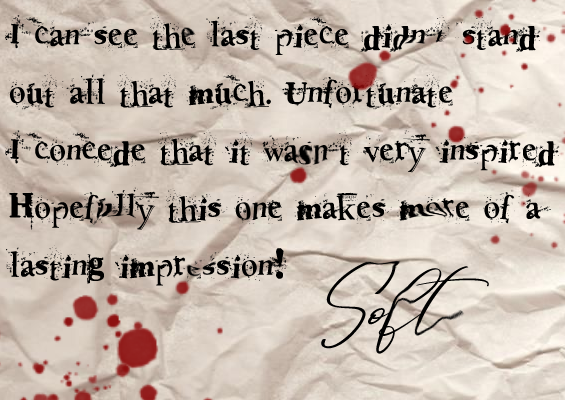 I can see the last piece didn't stand
out all that much. Unfortunate
I concede that it wasn't very inspired
Hopefully this one makes more of a
lasting impression!
Soft